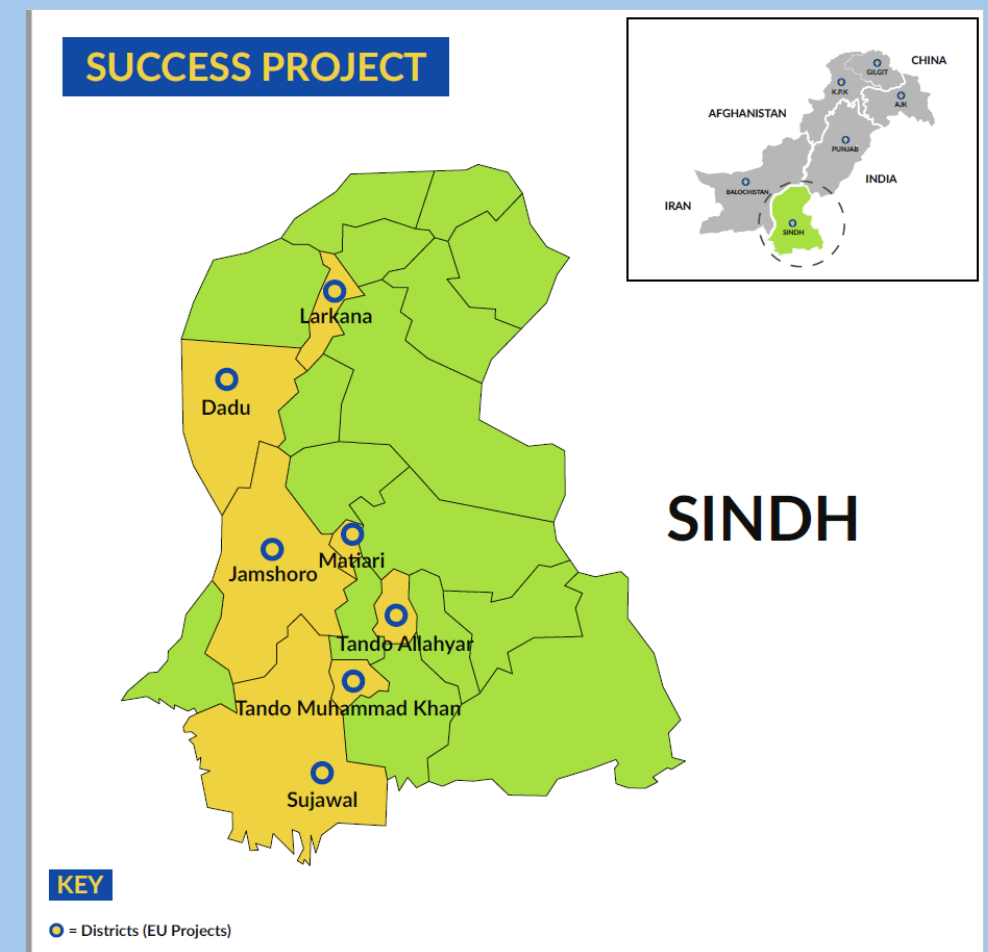 SUCCESS PROJECT
CHINA
GILGIT
K.P.K
AJK
AFGHANISTAN
PUNJAB
INDIA
BALOCHISTAN
IRAN
SINDH
Larkana
Dadu
SINDH
Matiari
Jamshoro
Tando Allahyar
Tando Muhammad Khan
Sujawal
KEY
= Districts (EU Projects)